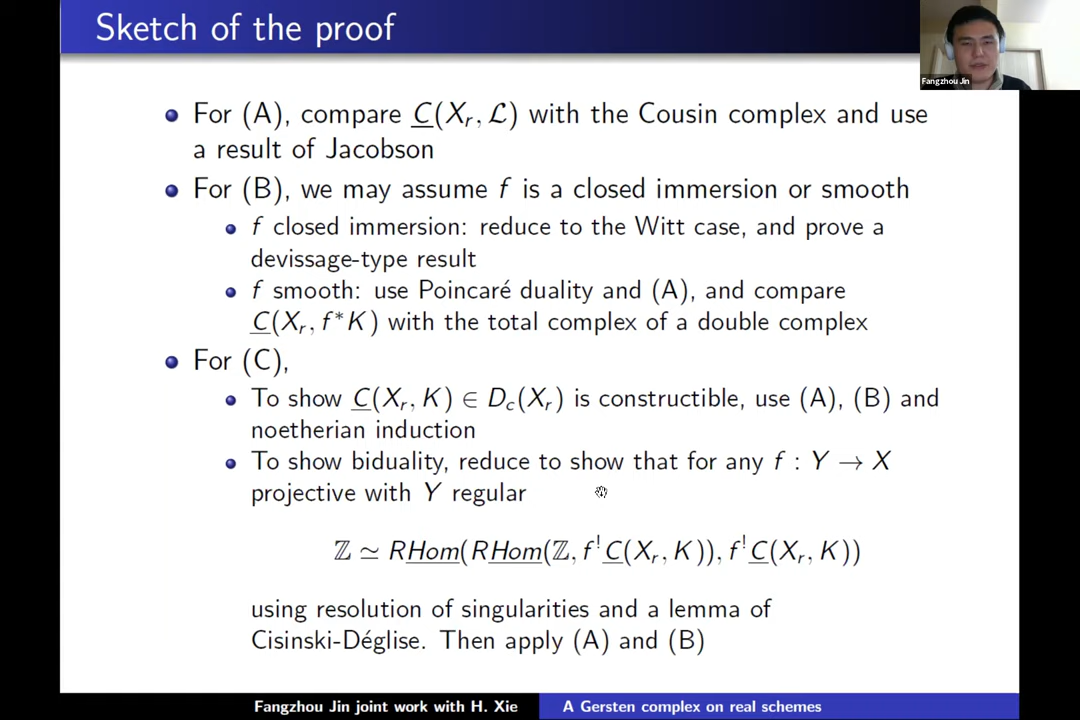 Sketch of the proof
Fangzhou Jin
For (A), compare C(X_r, ℒ) with the Cousin complex and use
a result of Jacobson
For (B), we may assume f is a closed immersion or smooth
f closed immersion: reduce to the Witt case, and prove a
devissage-type result
f smooth: use Poincaré duality and (A), and compare
C(X_r, f*K) with the total complex of a double complex
For (C),
To show C(X_r, K) ∈ D_c(X_r) is constructible, use (A), (B) and
noetherian induction
To show biduality, reduce to show that for any f : Y → X
projective with Y regular
ℤ ≃ RHom(RHom(ℤ, f^!C(X_r, K)), f^!C(X_r, K))
using resolution of singularities and a lemma of
Cisinski-Déglise. Then apply (A) and (B)
Fangzhou Jin joint work with H. Xie
A Gersten complex on real schemes